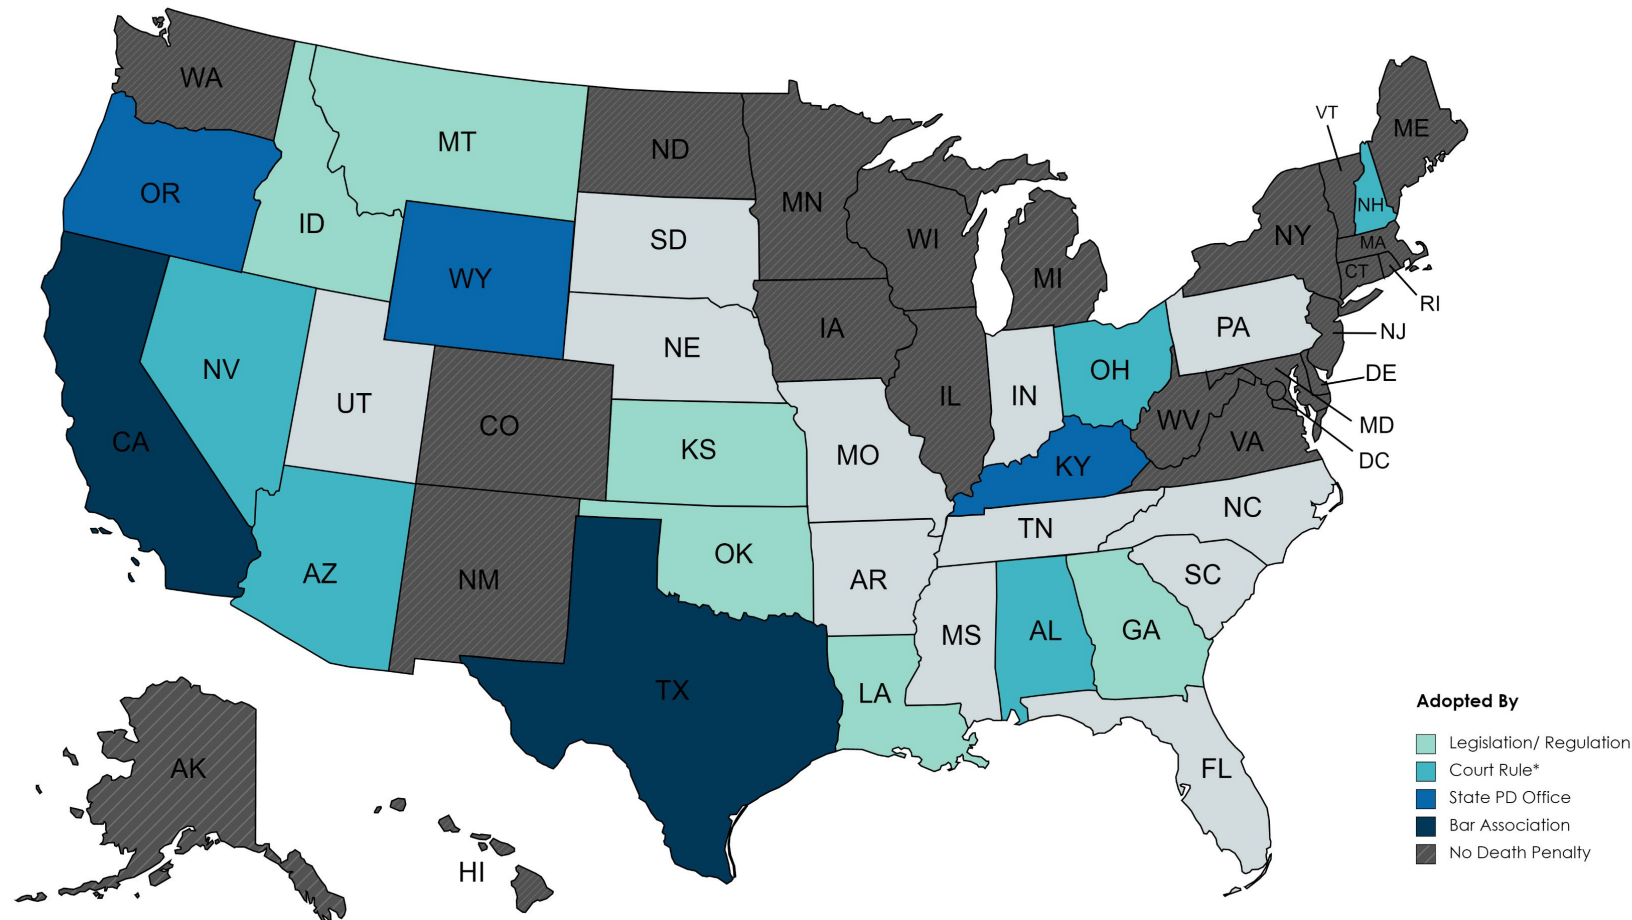 WA
MT
ND
OR
ID
MN
VT
ME
NH
SD
WI
NY
MA
WY
MI
CT
RI
IA
PA
NJ
NV
NE
OH
DE
UT
IL
IN
CO
WV
MD
CA
KS
MO
VA
DC
KY
NC
TN
OK
AZ
NM
AR
SC
MS
AL
GA
TX
LA
AK
FL
HI
Adopted By
Legislation/ Regulation
Court Rule*
State PD Office
Bar Association
No Death Penalty